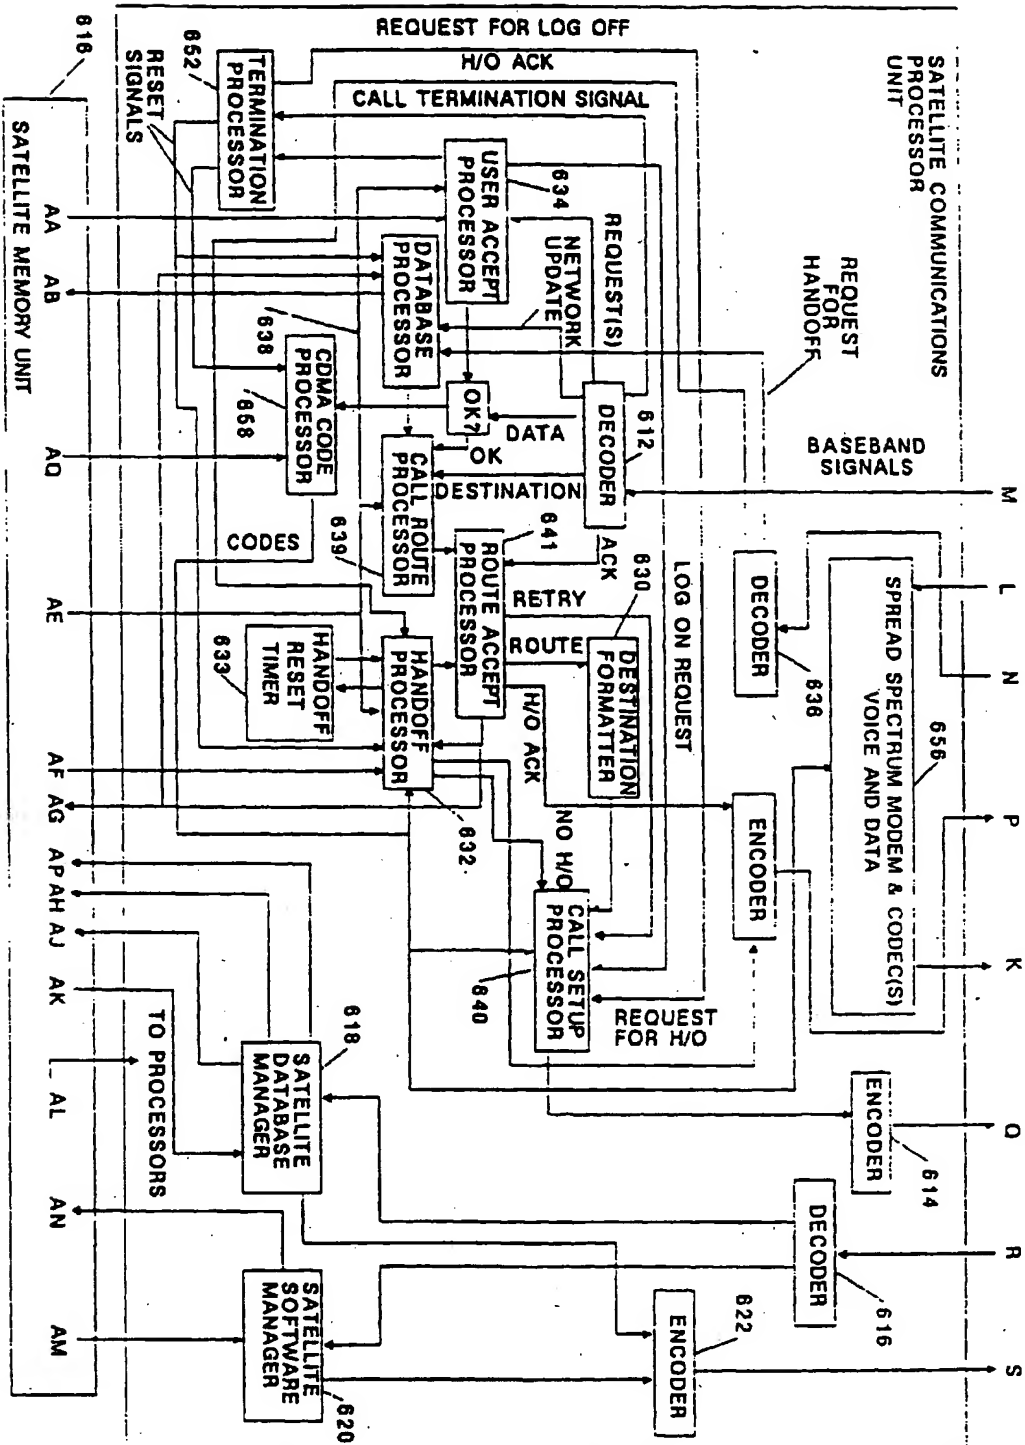 SATELLITE COMMUNICATIONS
PROCESSOR
UNIT
REQUEST FOR LOG OFF
H/O ACK
CALL TERMINATION SIGNAL
652
TERMINATION
PROCESSOR
RESET
SIGNALS
616
SATELLITE MEMORY UNIT
634
USER ACCEPT
PROCESSOR
REQUEST(S)
NETWORK
UPDATE
DATABASE
PROCESSOR
638
REQUEST
FOR
HANDOFF
612
DECODER
DATA
OK?
OK
CDMA CODE
PROCESSOR
658
CALL ROUTE
PROCESSOR
639
DESTINATION
BASEBAND
SIGNALS
CODES
641
ACK
ROUTE ACCEPT
PROCESSOR
RETRY
ROUTE
630
DESTINATION
FORMATTER
LOG ON REQUEST
DECODER
636
SPREAD SPECTRUM MODEM & CODEC(S)
VOICE AND DATA
656
HANDOFF
RESET
TIMER
633
HANDOFF
PROCESSOR
632.
H/O ACK
NO H/O
ENCODER
CALL SETUP
PROCESSOR
640
REQUEST
FOR H/O
ENCODER
614
618
SATELLITE
DATABASE
MANAGER
TO PROCESSORS
DECODER
616
SATELLITE
SOFTWARE
MANAGER
620
622
ENCODER
M
L
N
P
K
Q
R
S
AA
AB
AQ
AE
AF
AG
AP
AH
AJ
AK
AL
AN
AM